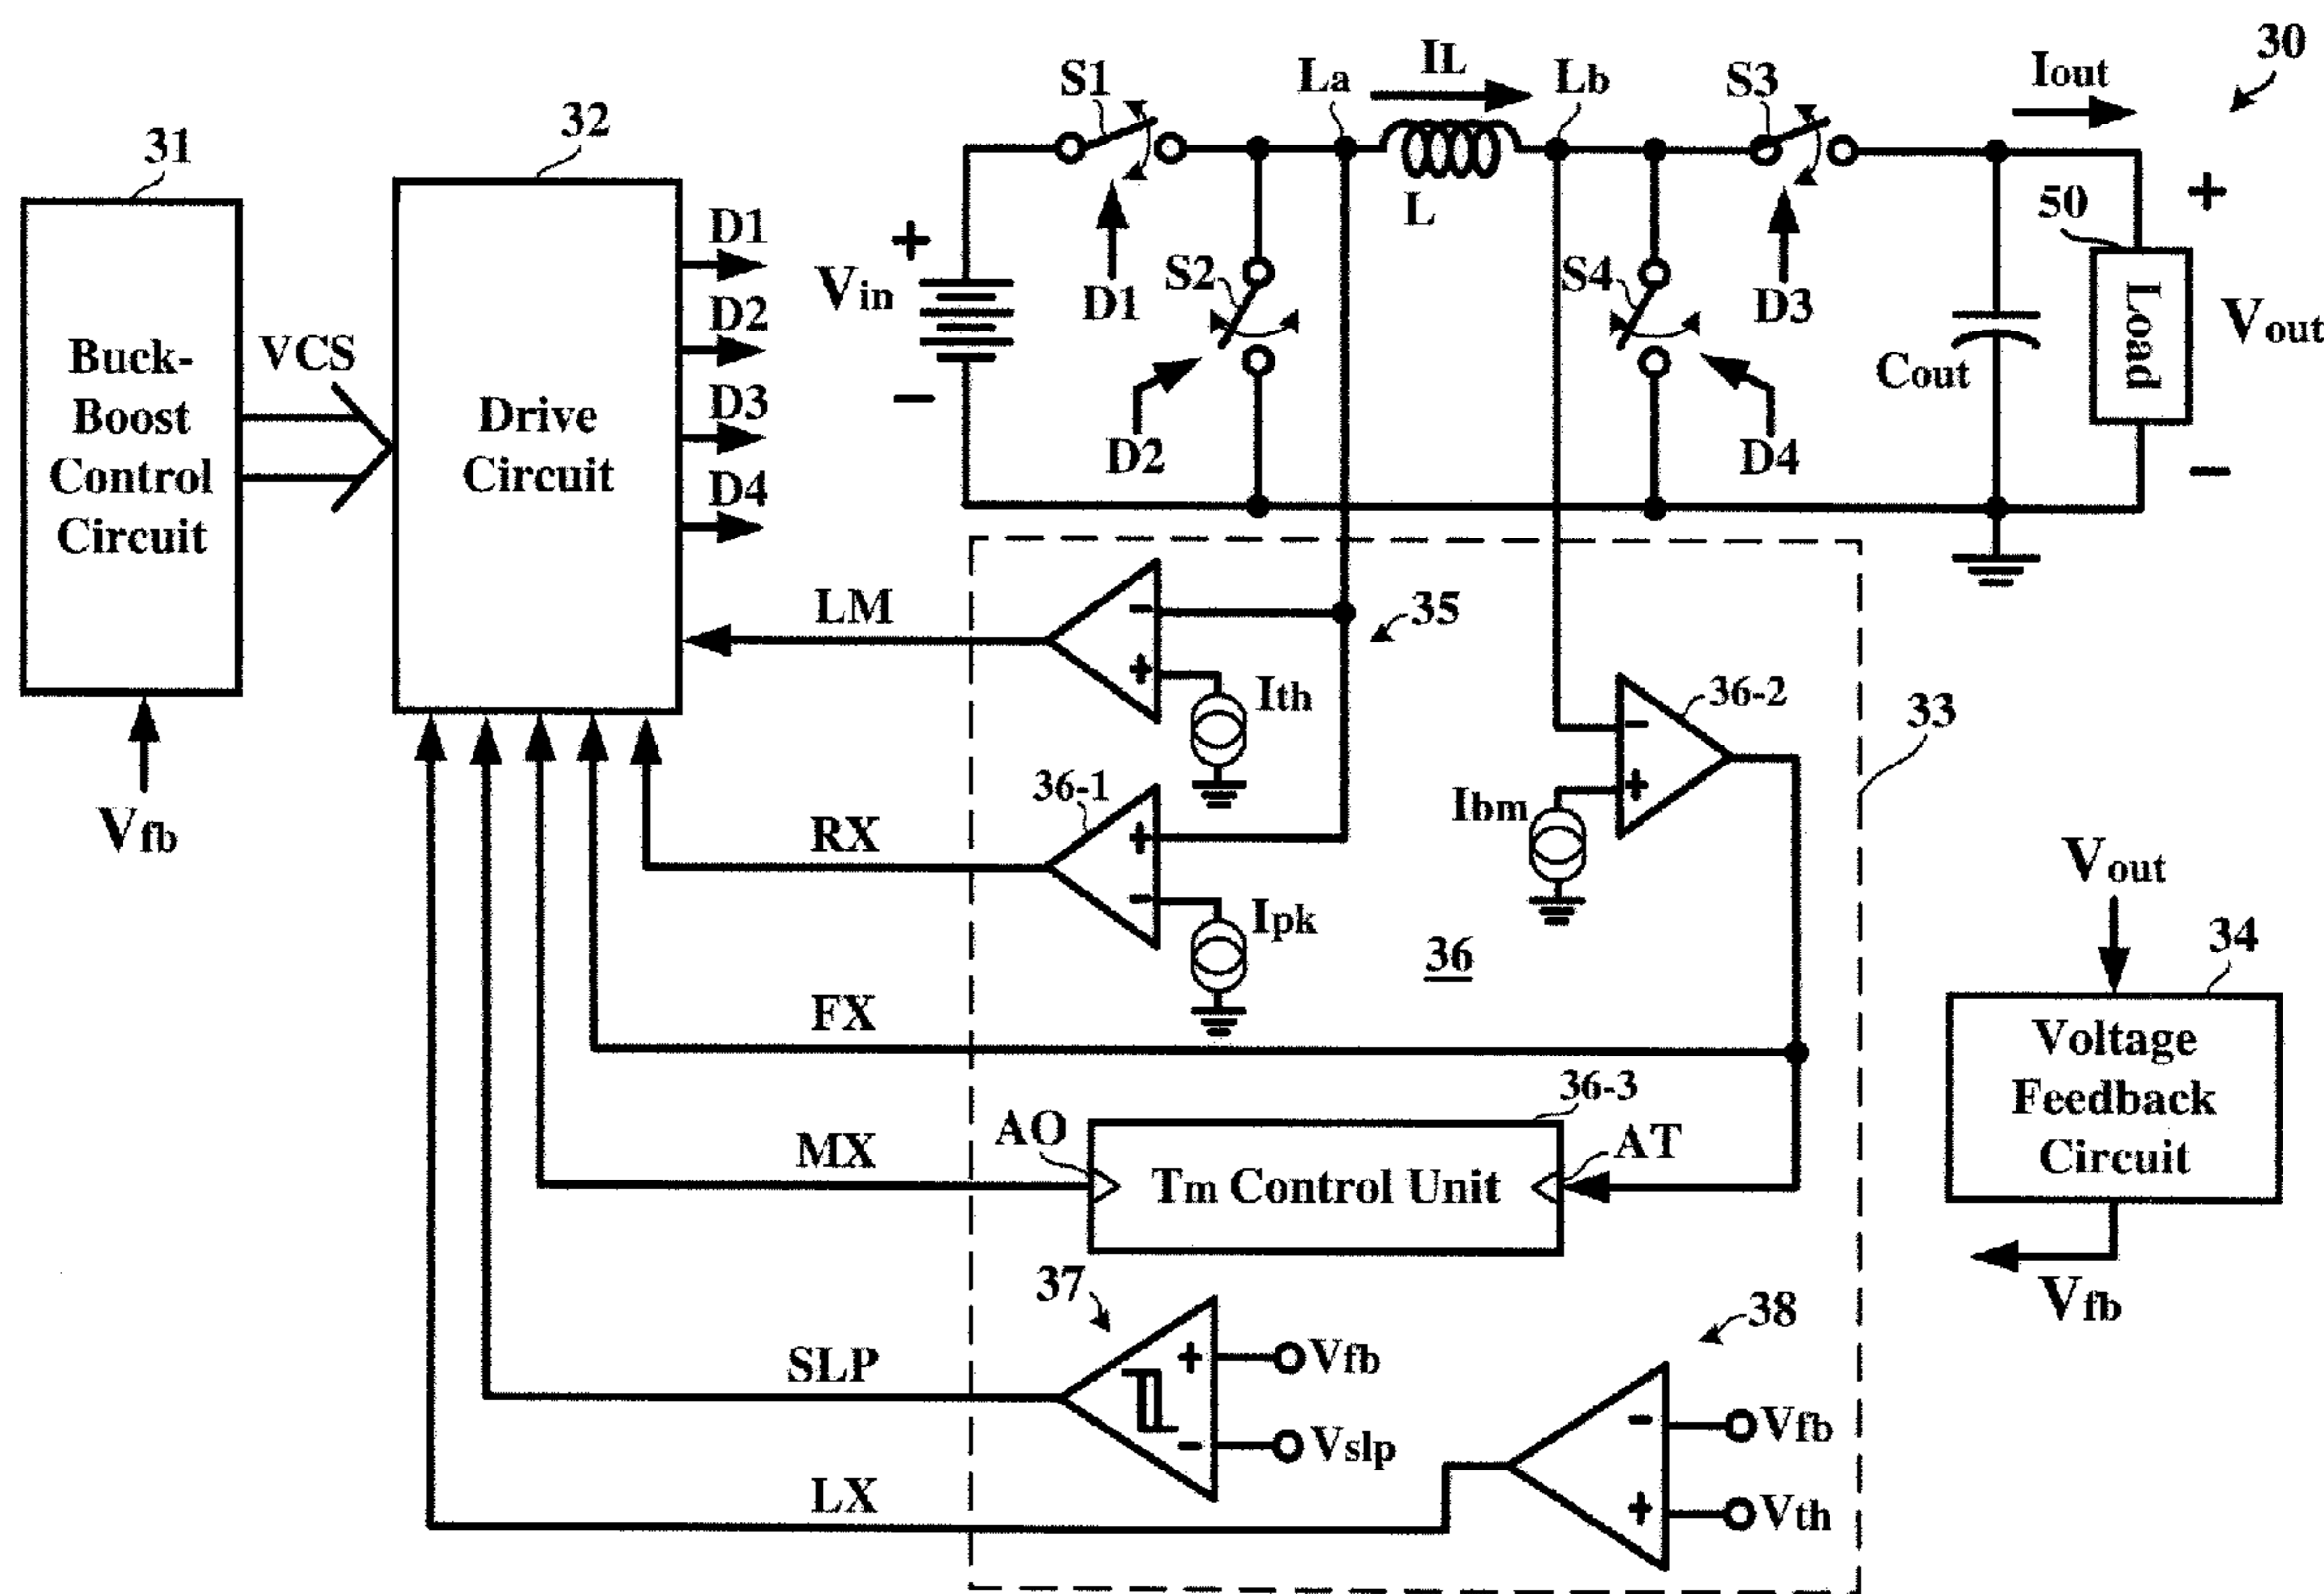 30
Iout
S1
La
IL
Lb
S3
31
32
L
50
+
Buck-
Boost
Control
Circuit
VCS
Drive
Circuit
D1
D2
D3
D4
+
Vin
−
D1
S2
D2
S4
D3
D4
Cout
Load
Vout
−
Vfb
LM
−
+
Ith
35
36-2
−
+
Ibm
33
36-1
RX
+
−
Ipk
36
Vout
34
Voltage
Feedback
Circuit
Vfb
FX
36-3
MX
AO
Tm Control Unit
AT
37
38
SLP
+
Vfb
−
Vslp
LX
−
Vfb
+
Vth